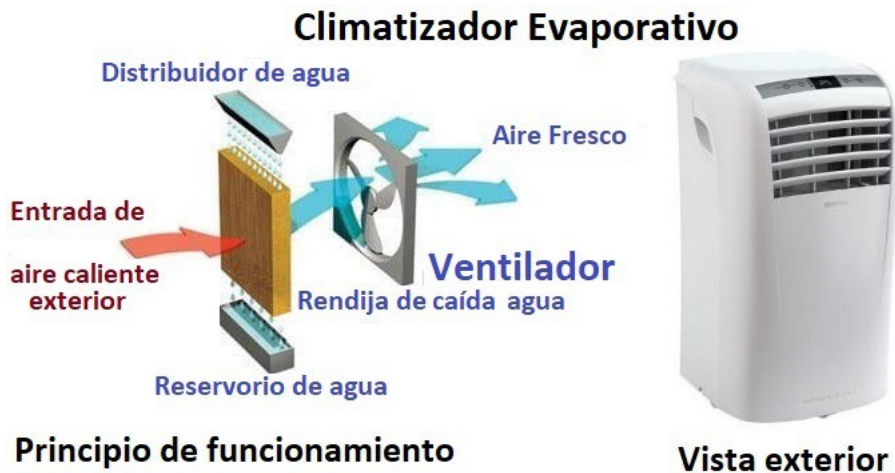 Climatizador Evaporativo
Distribuidor de agua
Aire Fresco
Entrada de
aire caliente
exterior
Ventilador
Rendija de caída agua
Reservorio de agua
Principio de funcionamiento
Vista exterior